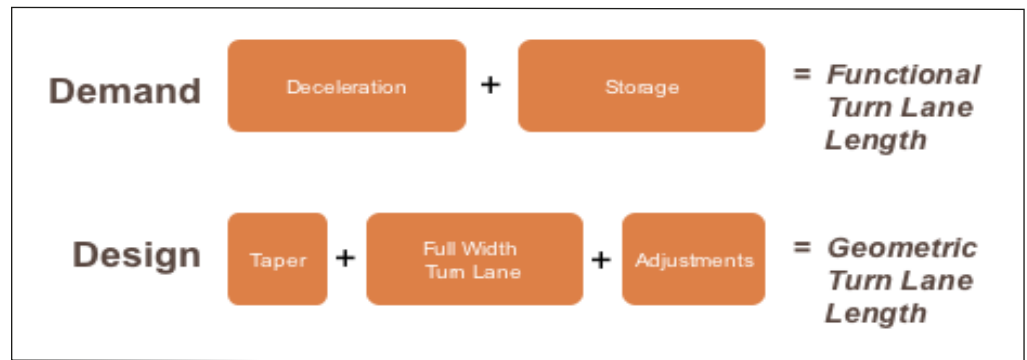 Demand
Deceleration
+
Storage
= Functional
Turn Lane
Length
Design
Taper
+
Full Width
Turn Lane
+
Adjustments
= Geometric
Turn Lane
Length